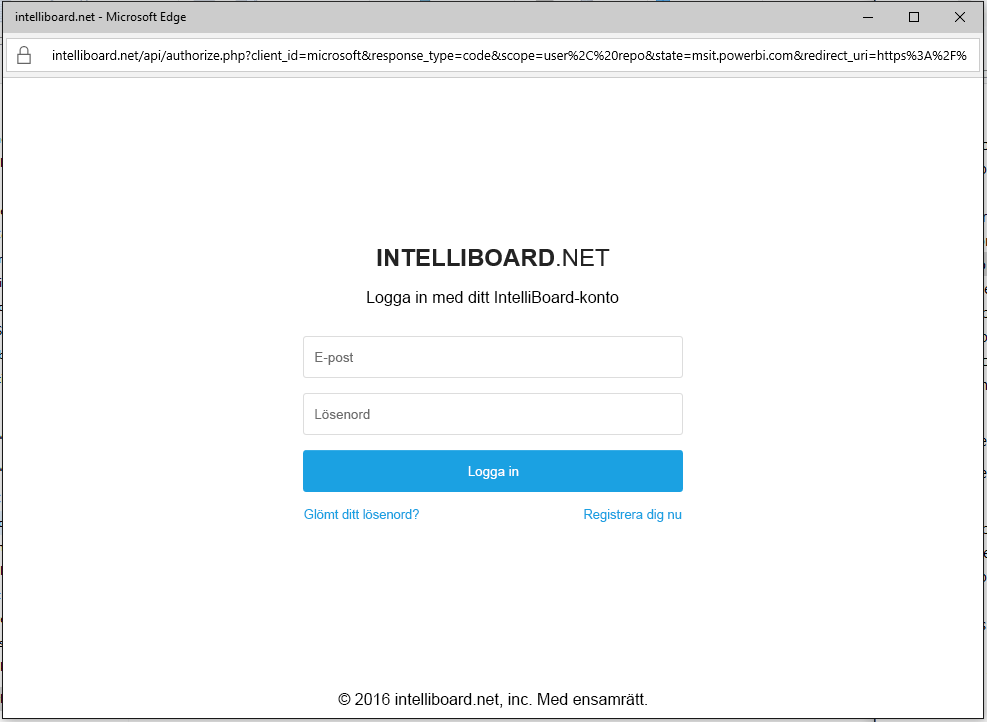 intelliboard.net - Microsoft Edge
intelliboard.net/api/authorize.php?client_id=microsoft&response_type=code&scope=user%2C%20repo&state=msit.powerbi.com&redirect_uri=https%3A%2F%
INTELLIBOARD.NET
Logga in med ditt IntelliBoard-konto
E-post
Lösenord
Logga in
Glömt ditt lösenord? Registrera dig nu
© 2016 intelliboard.net, inc. Med ensamrätt.